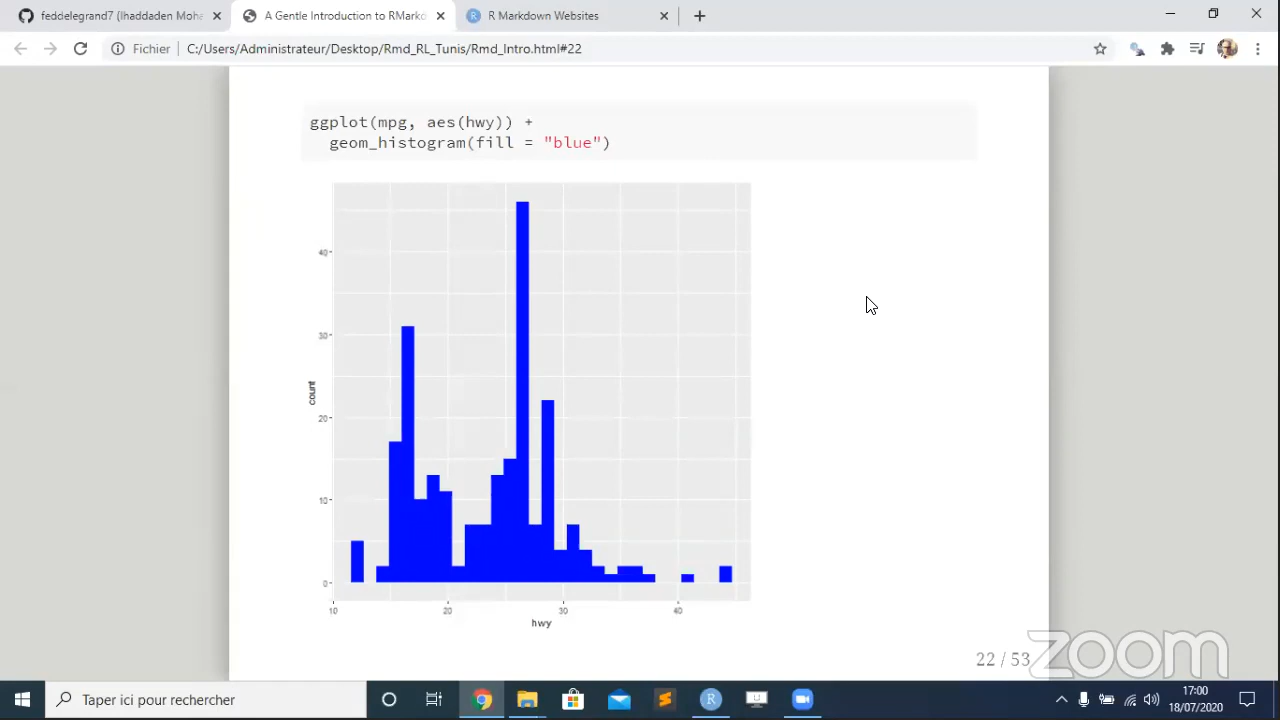 feddelegrand7 (Ihaddaden Moha
A Gentle Introduction to RMarkd
R Markdown Websites
Fichier
C:/Users/Administrateur/Desktop/Rmd_RL_Tunis/Rmd_Intro.html#22
ggplot(mpg, aes(hwy)) +
geom_histogram(fill = "blue")
40
30
count
20
10
0
10 20 30 40
hwy
22 / 53
zoom
Taper ici pour rechercher
17:00
18/07/2020